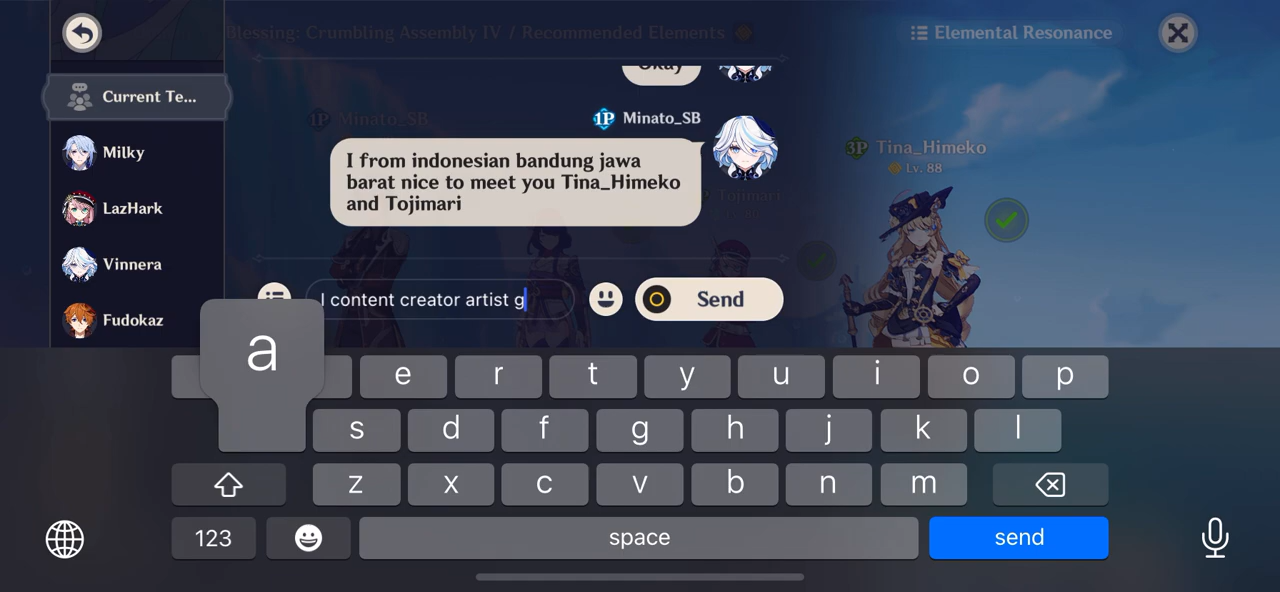 Blessing: Crumbling Assembly IV / Recommended Elements
Elemental Resonance
Current Te...
Milky
LazHark
Vinnera
Fudokaz
Okay
1P Minato_SB
1P Minato_SB
I from indonesian bandung jawa
barat nice to meet you Tina_Himeko
and Tojimari
3P Tina_Himeko
Lv. 88
Tojimari
I content creator artist g
Send
a
e r t y u i o p
s d f g h j k l
z x c v b n m
123
space
send